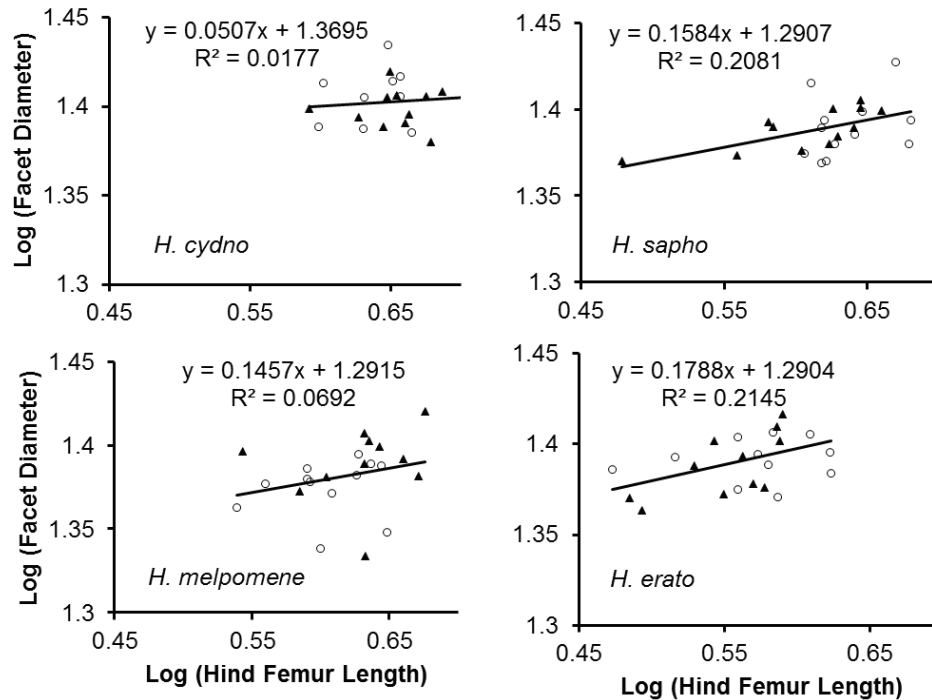 1.45
y = 0.0507x + 1.3695
R² = 0.0177
1.4
1.35
1.3
Log (Facet Diameter)
H. cydno
0.45
0.55
0.65
1.45
y = 0.1584x + 1.2907
R² = 0.2081
1.4
1.35
1.3
H. sapho
0.45
0.55
0.65
1.45
y = 0.1457x + 1.2915
R² = 0.0692
1.4
1.35
1.3
Log (Facet Diameter)
H. melpomene
0.45
0.55
0.65
Log (Hind Femur Length)
1.45
y = 0.1788x + 1.2904
R² = 0.2145
1.4
1.35
1.3
H. erato
0.45
0.55
0.65
Log (Hind Femur Length)